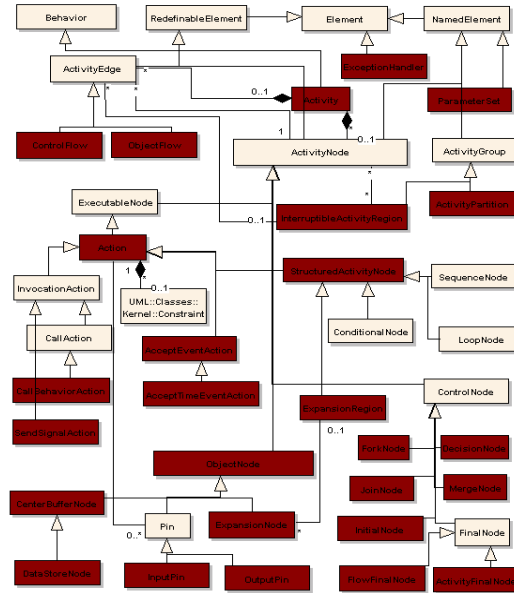 Behavior
RedefinableElement
Element
NamedElement
ActivityEdge
*
*
ExceptionHandler
0..1
Activity
ParameterSet
*
*
1
0..1
ControlFlow
ObjectFlow
ActivityNode
ActivityGroup
*
*
ExecutableNode
0..1
InterruptibleActivityRegion
ActivityPartition
Action
1
StructuredActivityNode
SequenceNode
InvocationAction
0..1
UML::Classes::
Kernel::Constraint
ConditionalNode
CallAction
AcceptEventAction
LoopNode
CallBehaviorAction
AcceptTimeEventAction
ControlNode
ExpansionRegion
0..1
SendSignalAction
ForkNode
DecisionNode
ObjectNode
JoinNode
MergeNode
CenterBufferNode
Pin
ExpansionNode
*
0..*
InitialNode
FinalNode
DataStoreNode
InputPin
OutputPin
FlowFinalNode
ActivityFinalNode